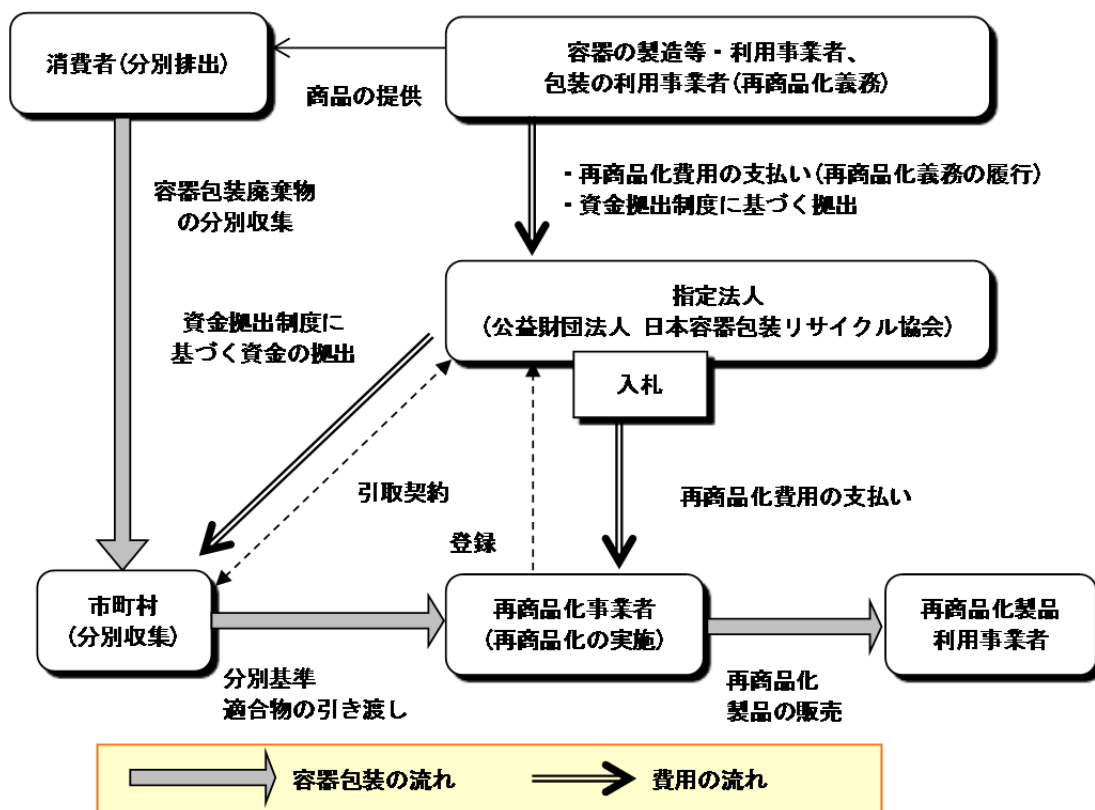 消費者(分別排出)
容器の製造等・利用事業者、
包装の利用事業者(再商品化義務)
商品の提供
容器包装廃棄物
の分別収集
・再商品化費用の支払い(再商品化義務の履行)
・資金拠出制度に基づく拠出
指定法人
(公益財団法人 日本容器包装リサイクル協会)
資金拠出制度に
基づく資金の拠出
入札
引取契約
再商品化費用の支払い
登録
市町村
(分別収集)
再商品化事業者
(再商品化の実施)
再商品化製品
利用事業者
分別基準
適合物の引き渡し
再商品化
製品の販売
容器包装の流れ
費用の流れ